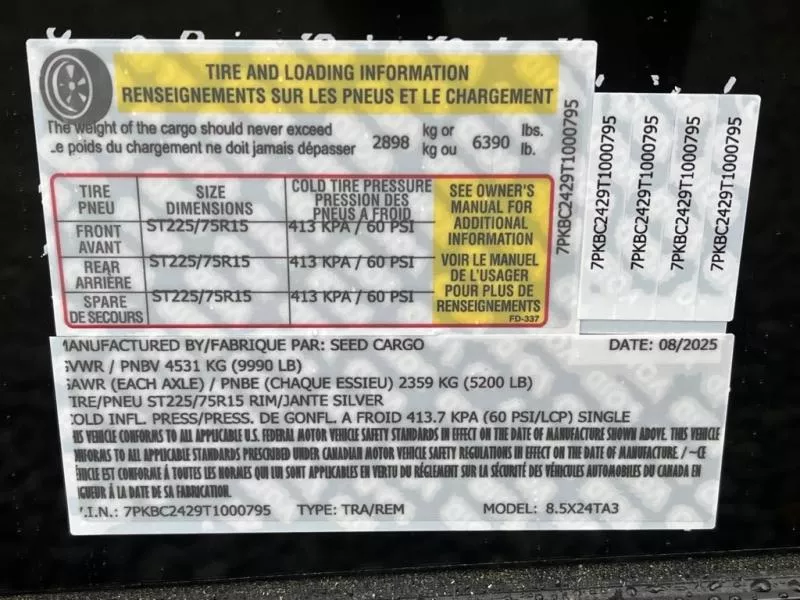 TIRE AND LOADING INFORMATION
RENSEIGNEMENTS SUR LES PNEUS ET LE CHARGEMENT
The weight of the cargo should never exceed 2898 kg or 6390 lbs.
.e poids du chargement ne doit jamais dépasser kg ou lb.
TIRE PNEU
SIZE DIMENSIONS
COLD TIRE PRESSURE PRESSION DES PNEUS A FROID
FRONT AVANT ST225/75R15 413 KPA / 60 PSI
REAR ARRIÈRE ST225/75R15 413 KPA / 60 PSI
SPARE DE SECOURS ST225/75R15 413 KPA / 60 PSI
SEE OWNER'S
MANUAL FOR
ADDITIONAL
INFORMATION
VOIR LE MANUEL
DE L'USAGER
POUR PLUS DE
RENSEIGNEMENTS
FD-337
7PKBC2429T1000795
7PKBC2429T1000795
7PKBC2429T1000795
7PKBC2429T1000795
7PKBC2429T1000795
MANUFACTURED BY/FABRIQUE PAR: SEED CARGO DATE: 08/2025
GVWR / PNBV 4531 KG (9990 LB)
GAWR (EACH AXLE) / PNBE (CHAQUE ESSIEU) 2359 KG (5200 LB)
TIRE/PNEU ST225/75R15 RIM/JANTE SILVER
COLD INFL. PRESS/PRESS. DE GONFL. A FROID 413.7 KPA (60 PSI/LCP) SINGLE
THIS VEHICLE CONFORMS TO ALL APPLICABLE U.S. FEDERAL MOTOR VEHICLE SAFETY STANDARDS IN EFFECT ON THE DATE OF MANUFACTURE SHOWN ABOVE. THIS VEHICLE
CONFORMS TO ALL APPLICABLE STANDARDS PRESCRIBED UNDER CANADIAN MOTOR VEHICLE SAFETY REGULATIONS IN EFFECT ON THE DATE OF MANUFACTURE. / ~CE
VÉHICLE EST CONFORME À TOUTES LES NORMES QUI LUI SONT APPLICABLES EN VERTU DU RÉGLEMENT SUR LA SÉCURITÉ DES VÉHICULES AUTOMOBILES DU CANADA EN
VIGUEUR À LA DATE DE SA FABRICATION.
V.I.N.: 7PKBC2429T1000795 TYPE: TRA/REM MODEL: 8.5X24TA3